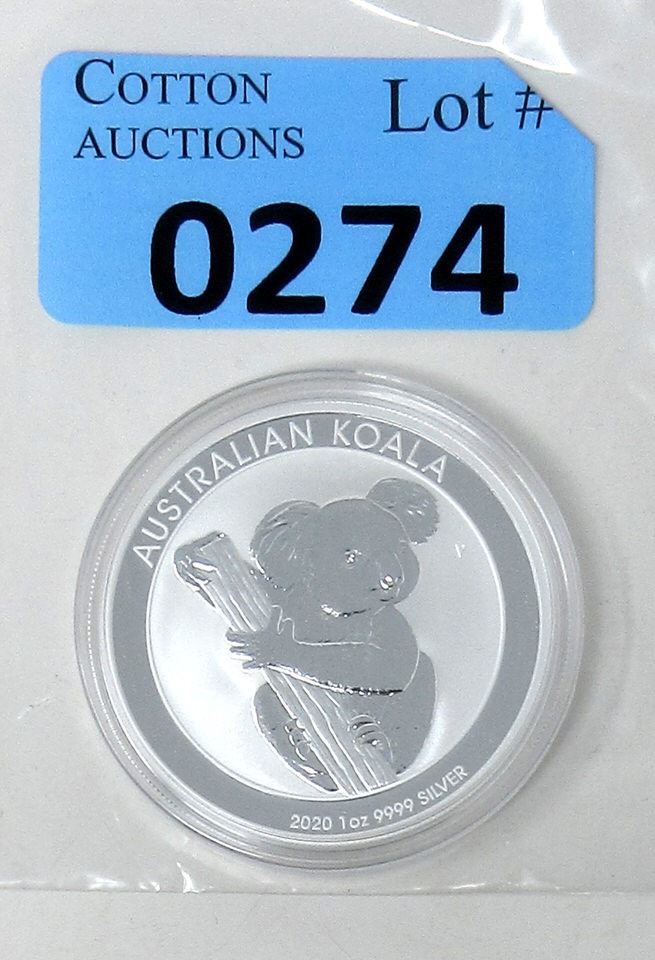 COTTON
AUCTIONS
Lot #
0274
AUSTRALIAN KOALA
2020 1oz 9999 SILVER